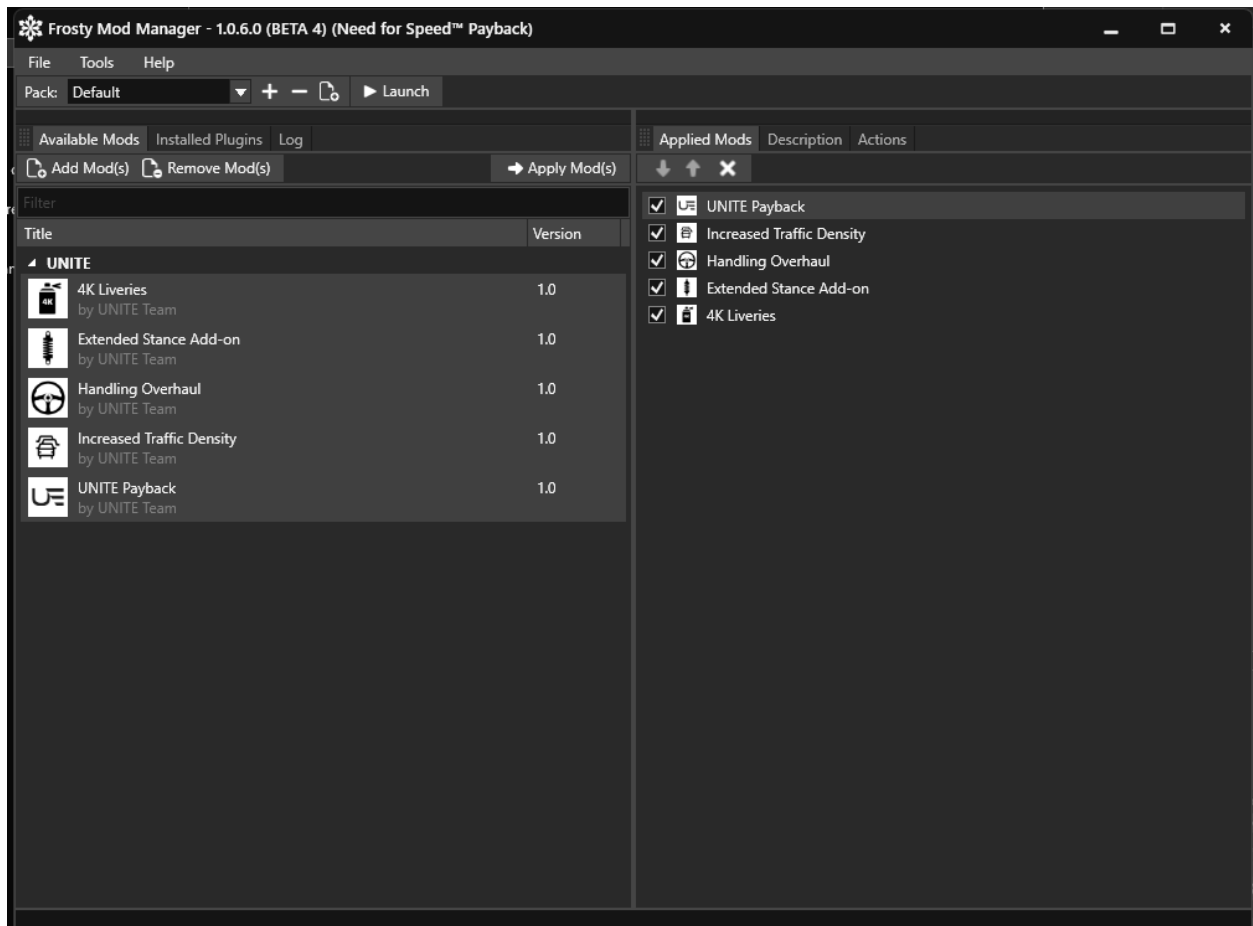 Frosty Mod Manager - 1.0.6.0 (BETA 4) (Need for Speed™ Payback)
File Tools Help
Pack: Default Launch
Available Mods Installed Plugins Log
Add Mod(s) Remove Mod(s) Apply Mod(s)
Filter
Title Version
UNITE
4K
4K Liveries 1.0
by UNITE Team
Extended Stance Add-on 1.0
by UNITE Team
Handling Overhaul 1.0
by UNITE Team
Increased Traffic Density 1.0
by UNITE Team
UNITE Payback 1.0
by UNITE Team
Applied Mods Description Actions
UNITE Payback
Increased Traffic Density
Handling Overhaul
Extended Stance Add-on
4K Liveries